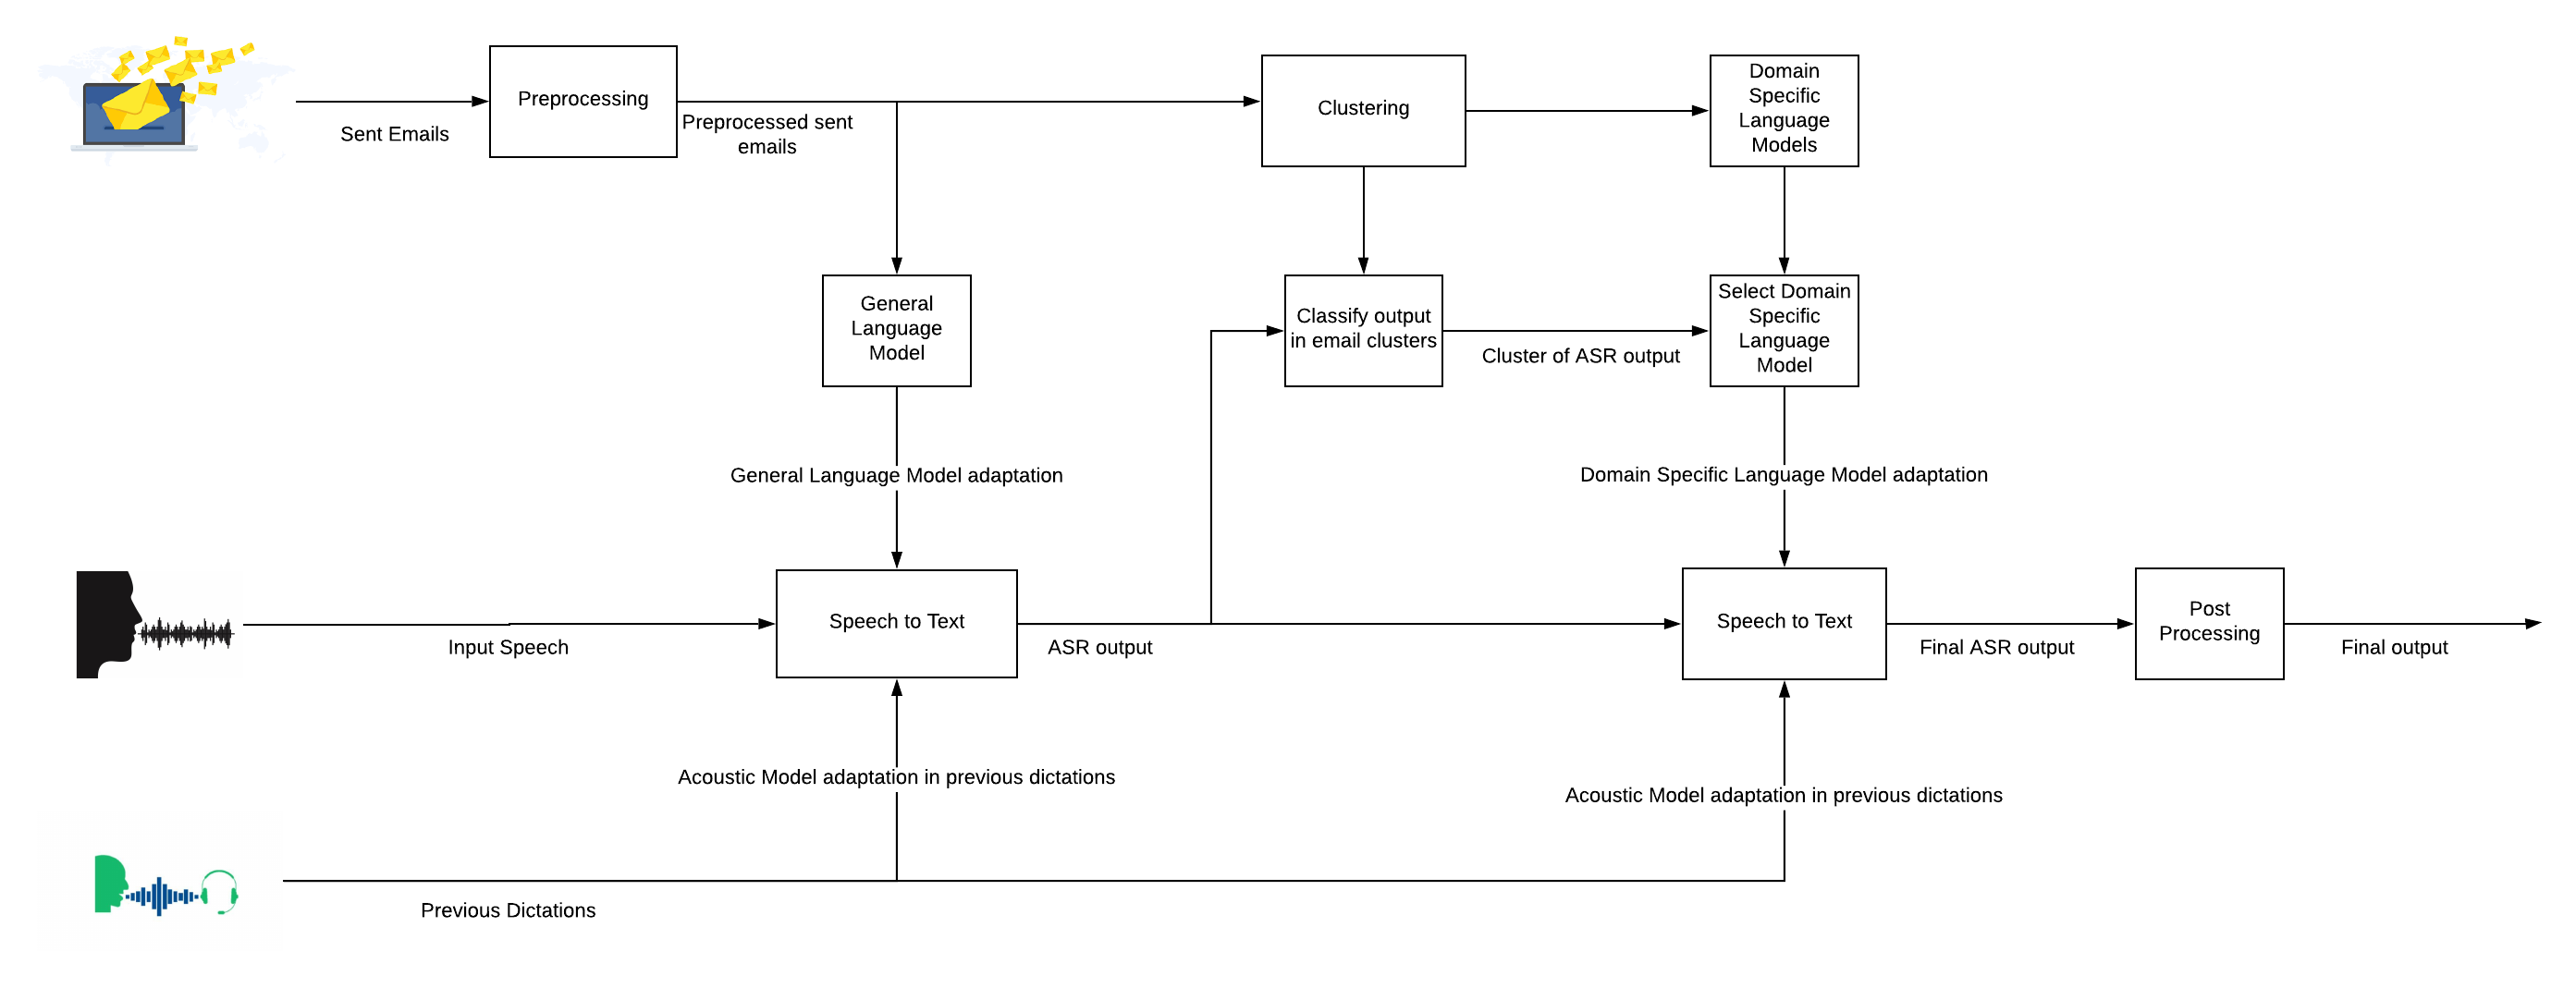 Sent Emails
Preprocessing
Preprocessed sent
emails
Clustering
Domain
Specific
Language
Models
General
Language
Model
Classify output
in email clusters
Cluster of ASR output
Select Domain
Specific
Language
Model
General Language Model adaptation
Domain Specific Language Model adaptation
Input Speech
Speech to Text
ASR output
Speech to Text
Final ASR output
Post
Processing
Final output
Acoustic Model adaptation in previous dictations
Acoustic Model adaptation in previous dictations
Previous Dictations